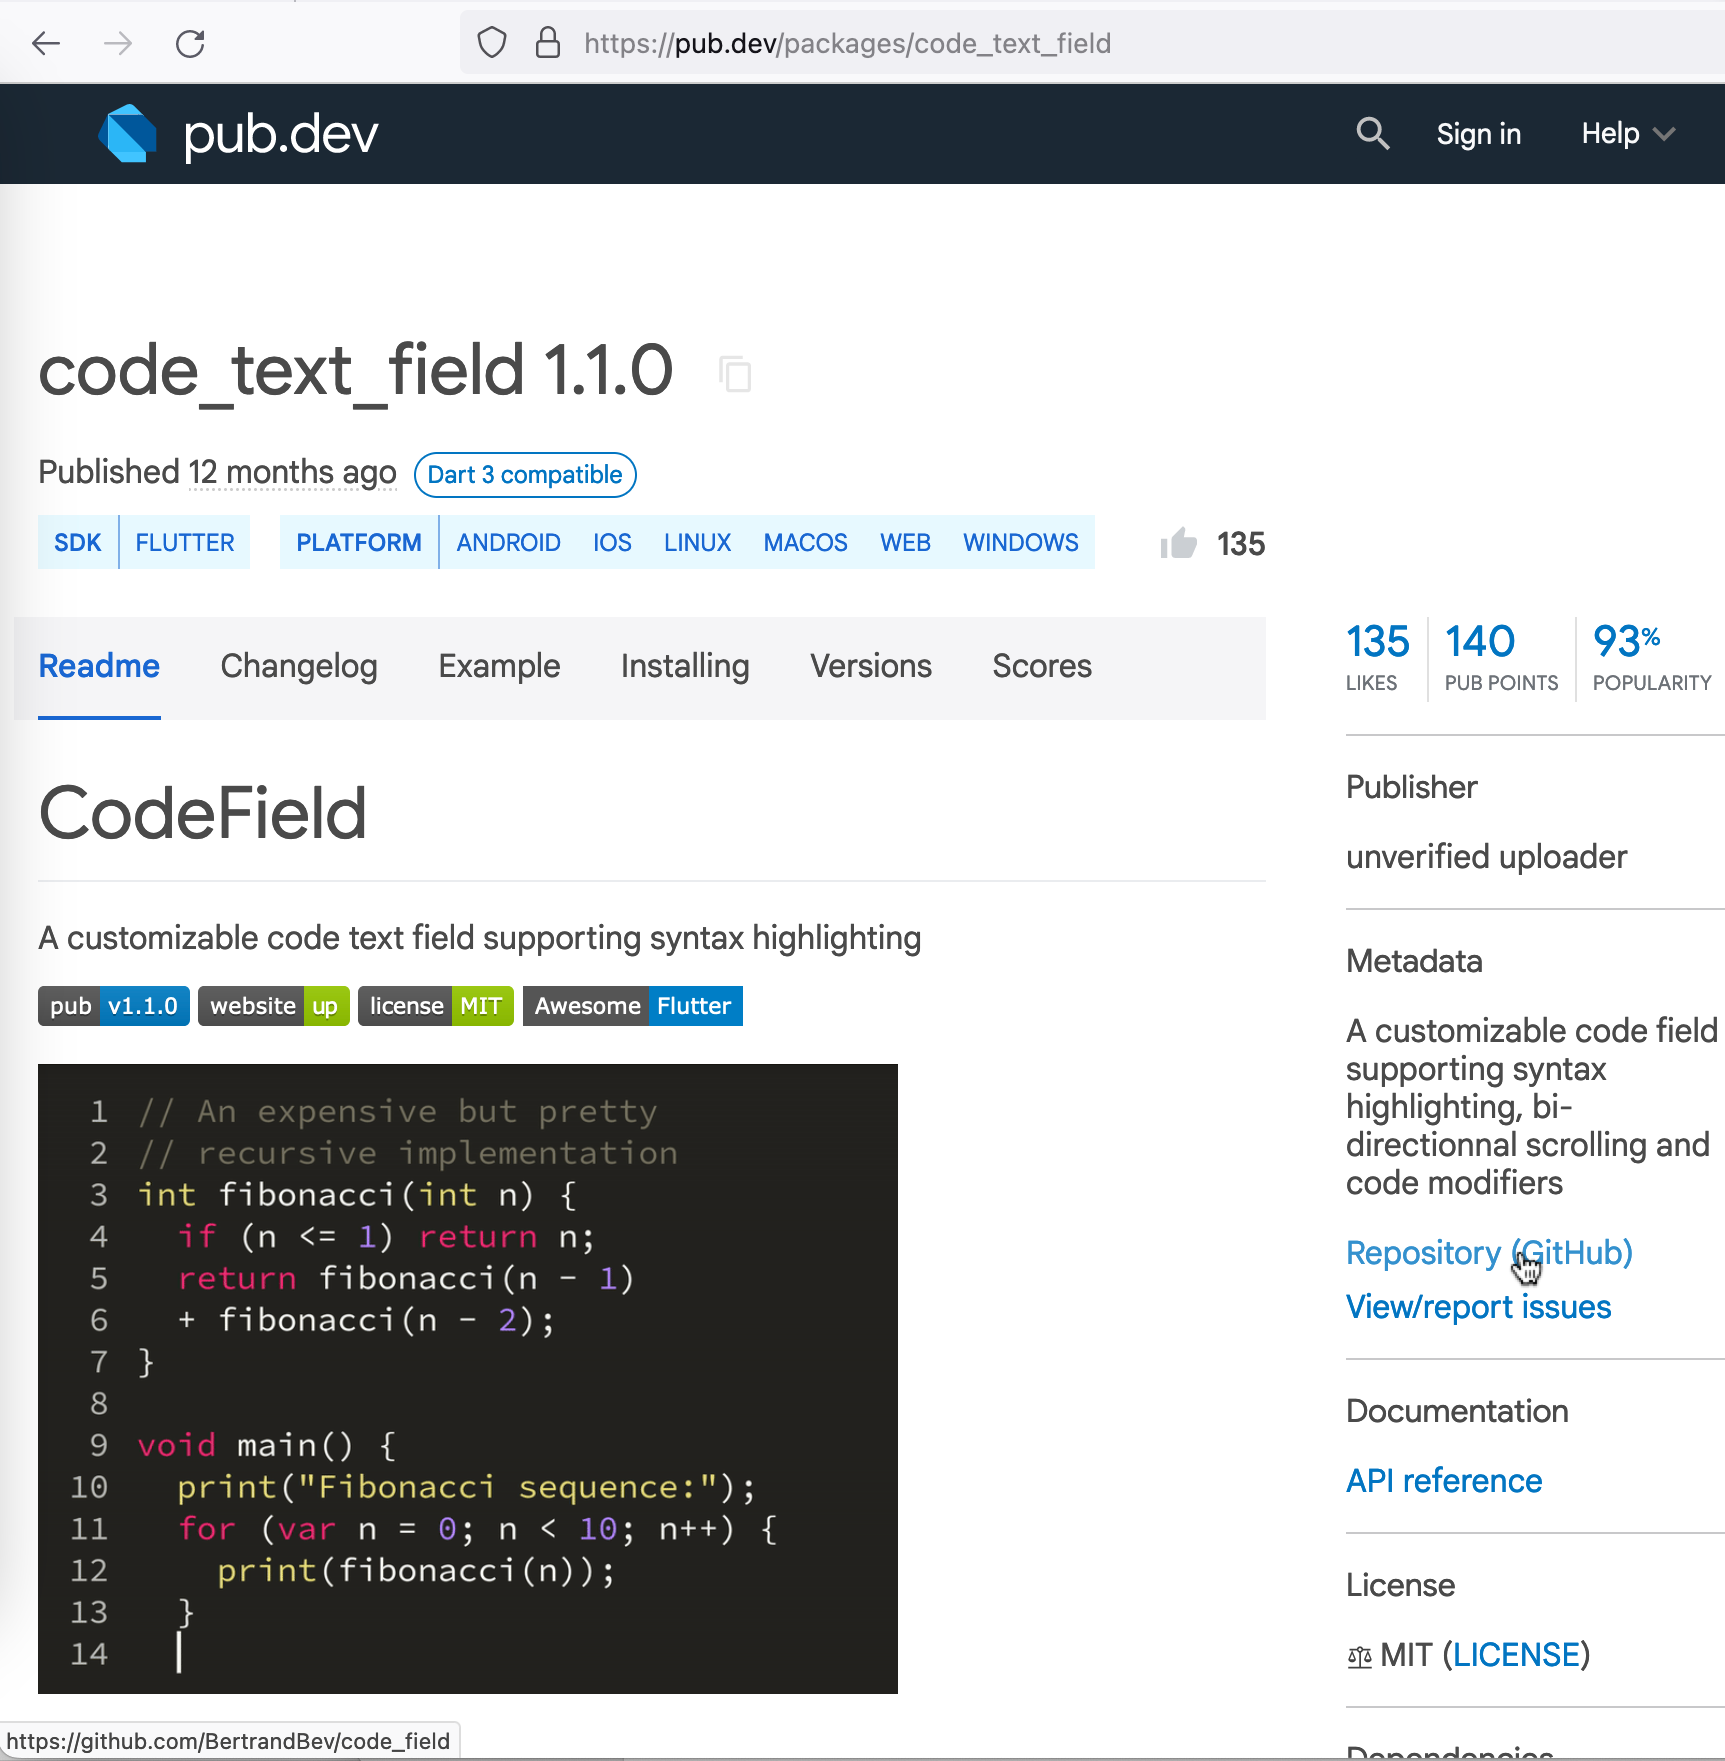 https://pub.dev/packages/code_text_field
pub.dev
Sign in
Help
code_text_field 1.1.0
Published 12 months ago
Dart 3 compatible
SDK FLUTTER PLATFORM ANDROID IOS LINUX MACOS WEB WINDOWS
135
Readme Changelog Example Installing Versions Scores
CodeField
A customizable code text field supporting syntax highlighting
pub v1.1.0 website up license MIT Awesome Flutter
1 // An expensive but pretty
2 // recursive implementation
3 int fibonacci(int n) {
4 if (n <= 1) return n;
5 return fibonacci(n - 1)
6 + fibonacci(n - 2);
7 }
8
9 void main() {
10 print("Fibonacci sequence:");
11 for (var n = 0; n < 10; n++) {
12 print(fibonacci(n));
13 }
14
135 140 93%
LIKES PUB POINTS POPULARITY
Publisher
unverified uploader
Metadata
A customizable code field
supporting syntax
highlighting, bi-
directionnal scrolling and
code modifiers
Repository (GitHub)
View/report issues
Documentation
API reference
License
MIT (LICENSE)
Dependencies
https://github.com/BertrandBev/code_field